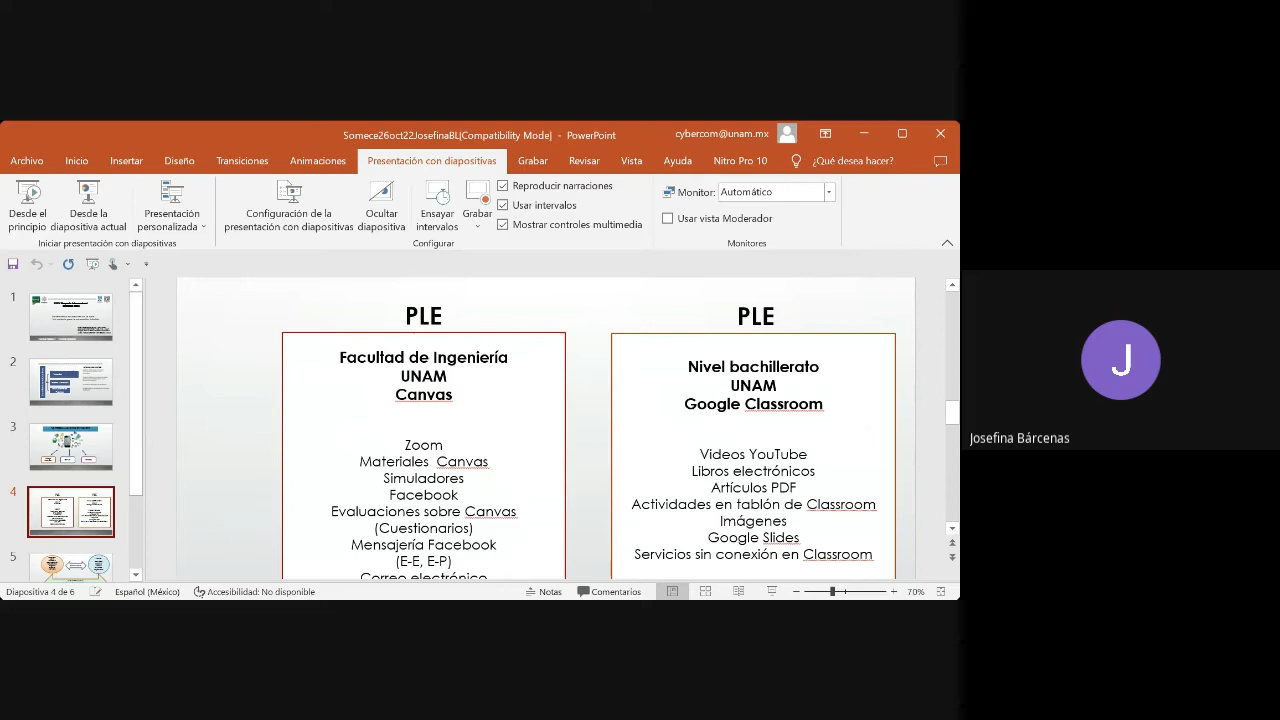 Somece26oct22JosefinaBL[Compatibility Mode] - PowerPoint
cybercom@unam.mx
Archivo Inicio Insertar Diseño Transiciones Animaciones Presentación con diapositivas Grabar Revisar Vista Ayuda Nitro Pro 10 ¿Qué desea hacer?
Desde el principio
Desde la diapositiva actual
Presentación personalizada
Iniciar presentación con diapositivas
Configuración de la presentación con diapositivas
Ocultar diapositiva
Ensayar intervalos
Grabar
Reproducir narraciones
Usar intervalos
Mostrar controles multimedia
Configurar
Monitor: Automático
Usar vista Moderador
Monitores
1
2
3
4
5
PLE
Facultad de Ingeniería
UNAM
Canvas
Zoom
Materiales Canvas
Simuladores
Facebook
Evaluaciones sobre Canvas
(Cuestionarios)
Mensajería Facebook
(E-E, E-P)
Correo electrónico
PLE
Nivel bachillerato
UNAM
Google Classroom
Videos YouTube
Libros electrónicos
Artículos PDF
Actividades en tablón de Classroom
Imágenes
Google Slides
Servicios sin conexión en Classroom
Diapositiva 4 de 6 Español (México) Accesibilidad: No disponible Notas Comentarios 70%
J
Josefina Bárcenas